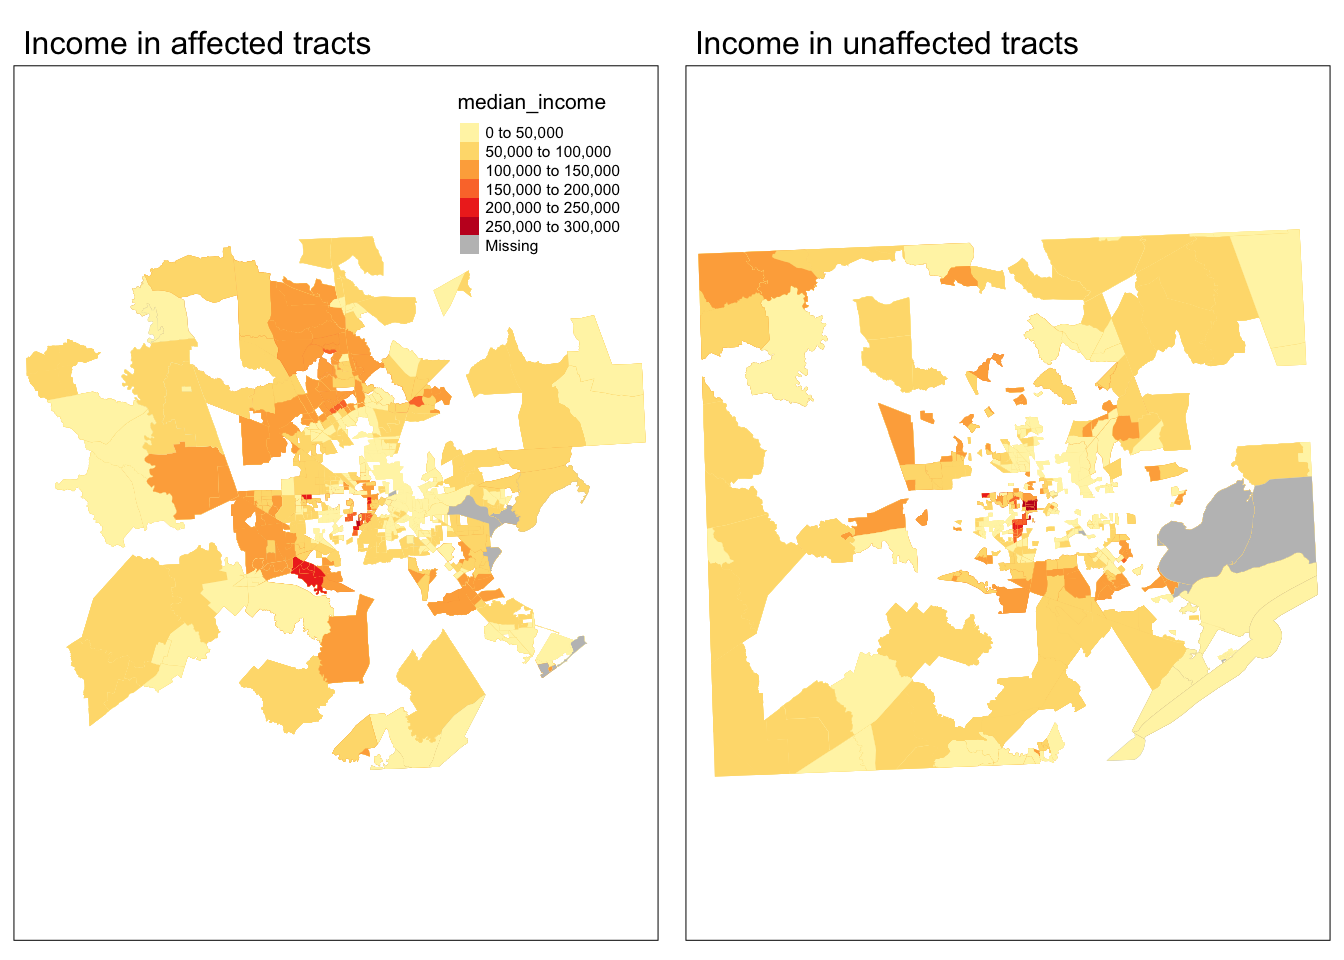 Income in affected tracts
median_income
0 to 50,000
50,000 to 100,000
100,000 to 150,000
150,000 to 200,000
200,000 to 250,000
250,000 to 300,000
Missing
Income in unaffected tracts